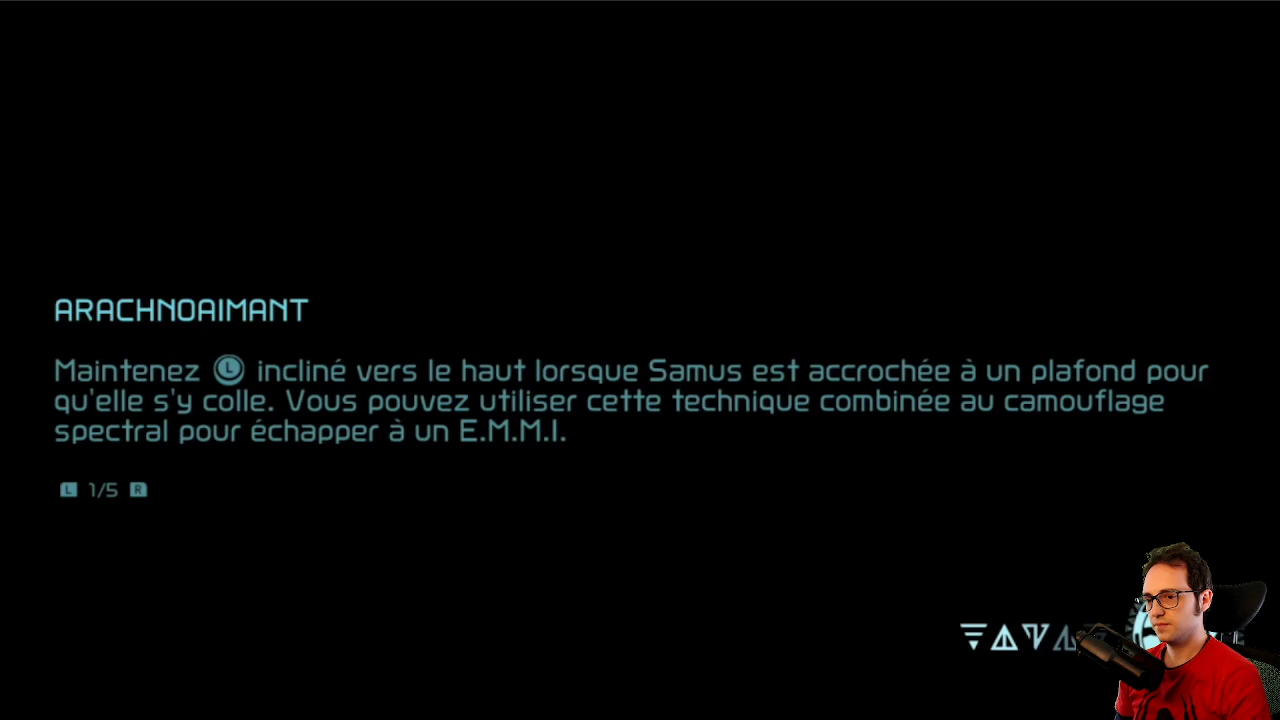 ARACHNOAIMANT
Maintenez L incliné vers le haut lorsque Samus est accrochée à un plafond pour
qu'elle s'y colle. Vous pouvez utiliser cette technique combinée au camouflage
spectral pour échapper à un E.M.M.I.
L 1/5 R